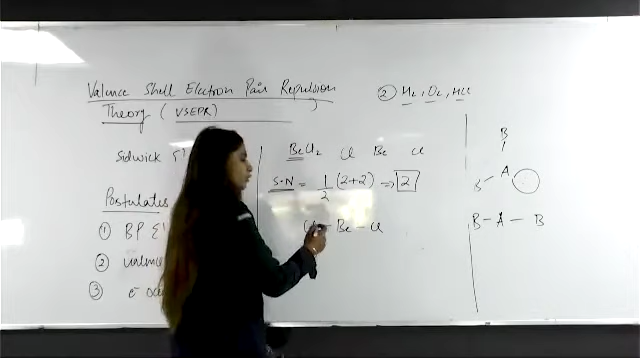 Valence Shell Electron Pair Repulsion
Theory (VSEPR)
Sidwick
Postulates
① BP
②
③ e-
BeCl2 Cl Be Cl
S.N = 1/2 (2+2) => 2
Cl - Be - Cl
② H2, O2, HCl
B
A
B - A - B